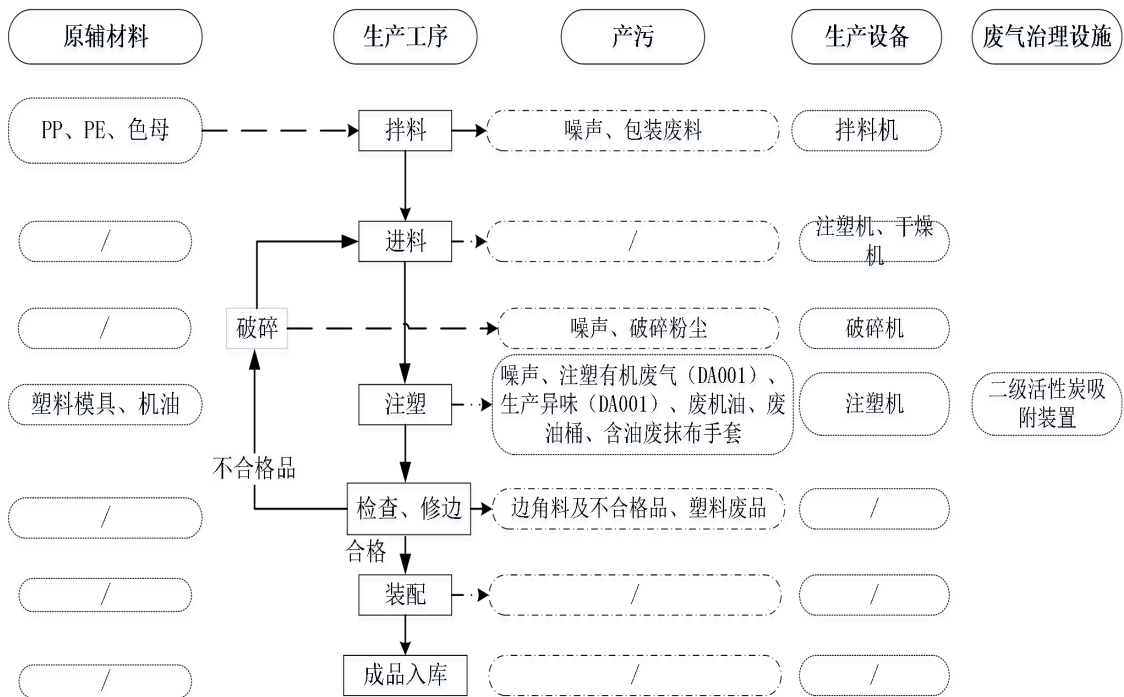 原辅材料
生产工序
产污
生产设备
废气治理设施
PP、PE、色母
拌料
噪声、包装废料
拌料机
/
进料
/
注塑机、干燥
机
/
破碎
噪声、破碎粉尘
破碎机
塑料模具、机油
注塑
噪声、注塑有机废气（DA001）、
生产异味（DA001）、废机油、废
油桶、含油废抹布手套
注塑机
二级活性炭吸
附装置
不合格品
/
检查、修边
边角料及不合格品、塑料废品
/
合格
/
装配
/
/
/
成品入库
/
/